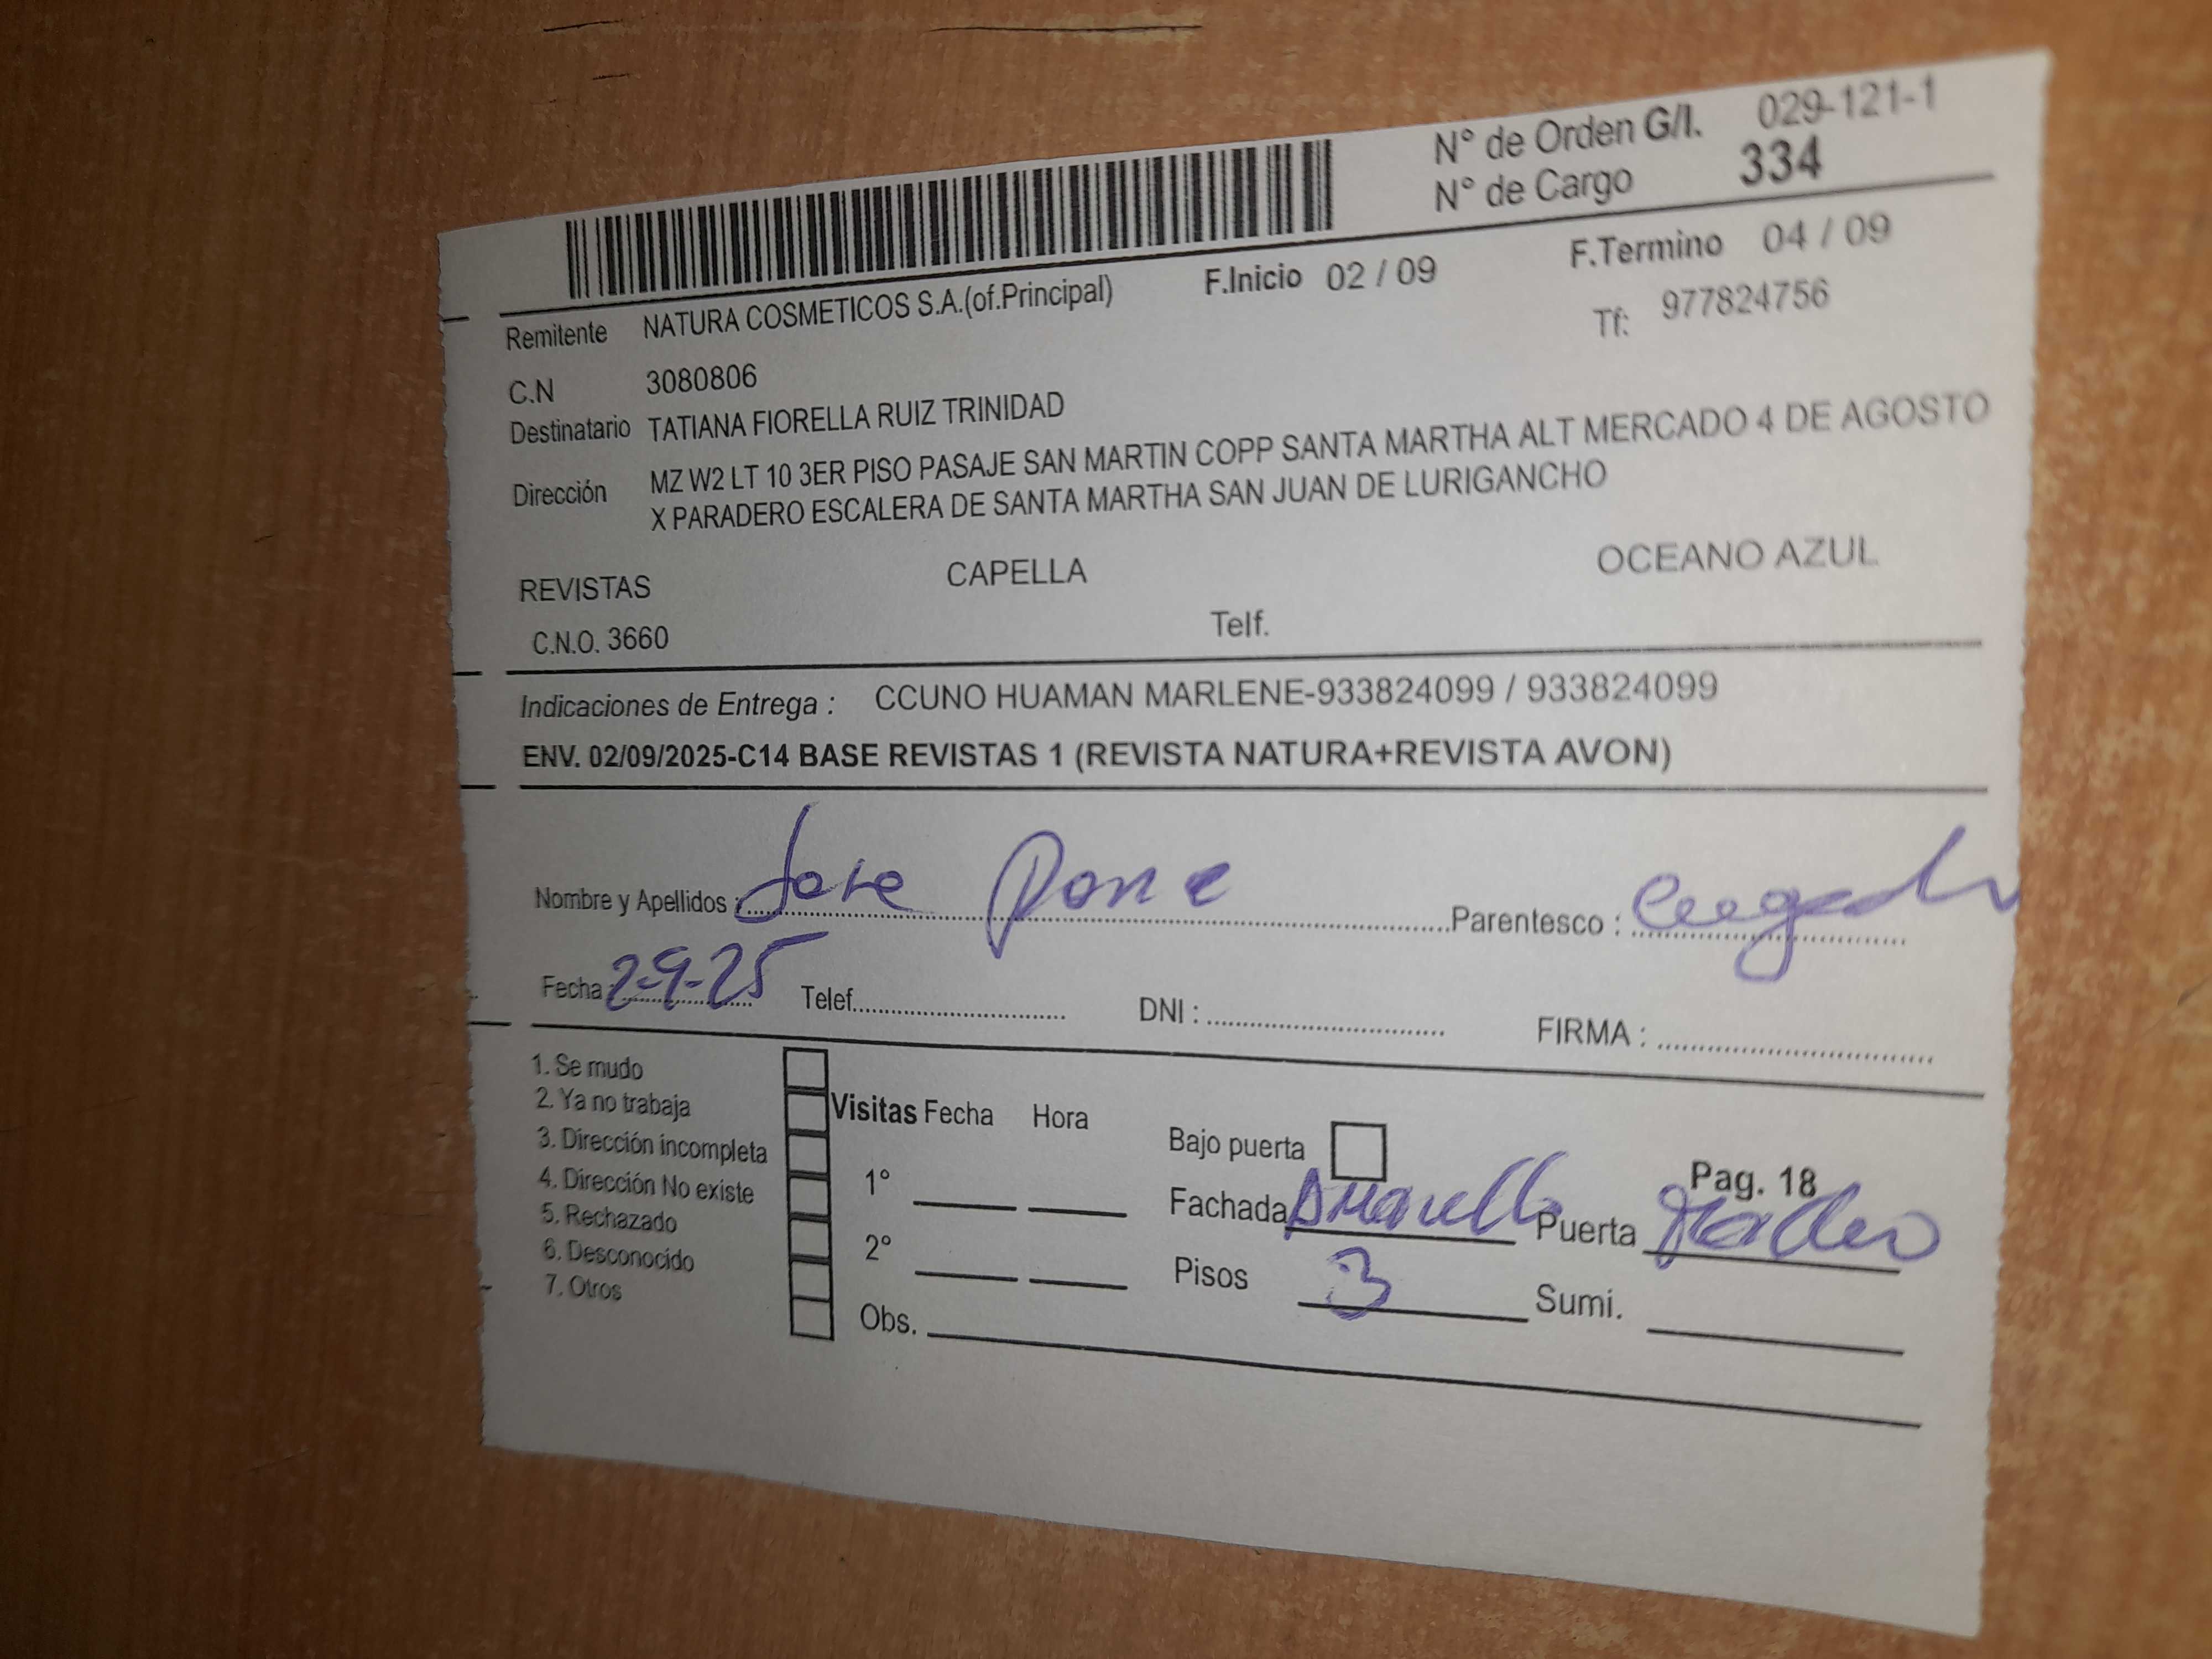 N° de Orden G/I. 029-121-1
N° de Cargo 334
F.Inicio 02 / 09 F.Termino 04 / 09
Remitente NATURA COSMETICOS S.A.(of.Principal) Tf: 977824756
C.N 3080806
Destinatario TATIANA FIORELLA RUIZ TRINIDAD
Dirección MZ W2 LT 10 3ER PISO PASAJE SAN MARTIN COPP SANTA MARTHA ALT MERCADO 4 DE AGOSTO
X PARADERO ESCALERA DE SANTA MARTHA SAN JUAN DE LURIGANCHO
REVISTAS CAPELLA OCEANO AZUL
C.N.O. 3660 Telf.
Indicaciones de Entrega : CCUNO HUAMAN MARLENE-933824099 / 933824099
ENV. 02/09/2025-C14 BASE REVISTAS 1 (REVISTA NATURA+REVISTA AVON)
Nombre y Apellidos : Jose Parentesco :
Fecha : 2-9-25 Telef. DNI : FIRMA :
1. Se mudo
2. Ya no trabaja
3. Dirección incompleta
4. Dirección No existe
5. Rechazado
6. Desconocido
7. Otros
Visitas Fecha Hora
1°
2°
Obs.
Bajo puerta Pag. 18
Fachada Amarillo Puerta
Pisos 3 Sumi.